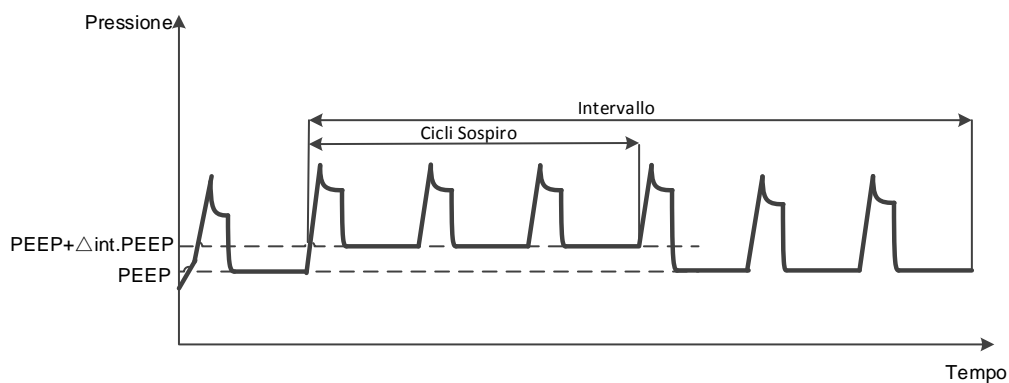 Pressione
Intervallo
Cicli Sospiro
PEEP+△int.PEEP
PEEP
Tempo